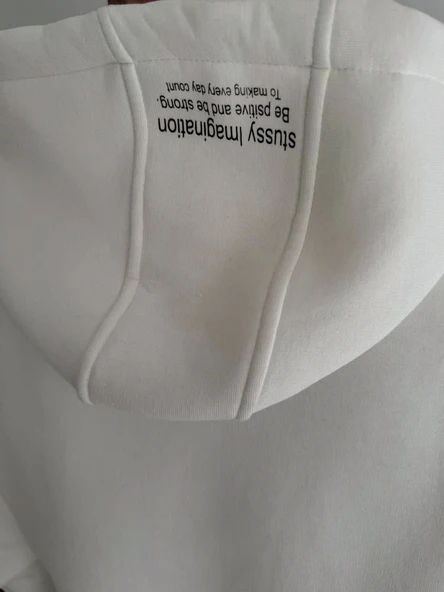 stussy Imagination
Be psitive and be strong.
To making every day count